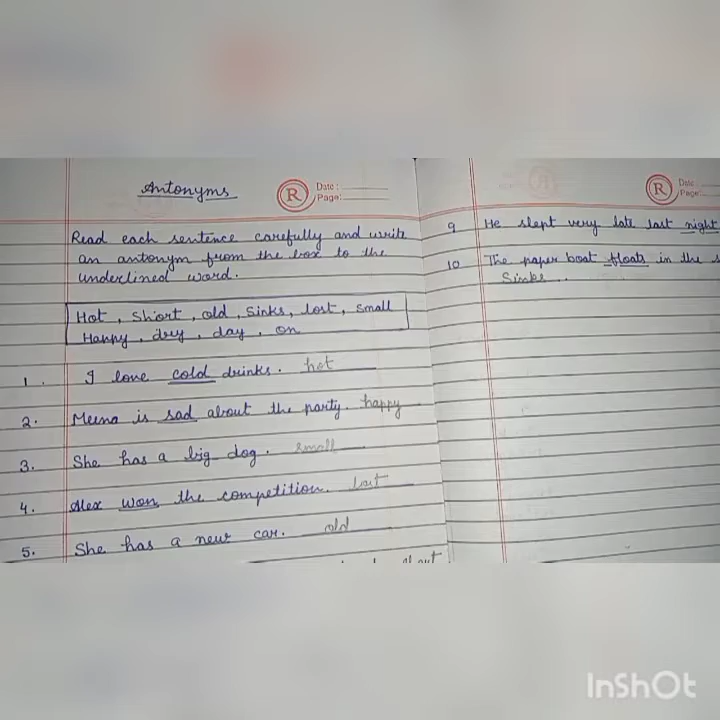 Antonyms
R Date:
Page:
Read each sentence carefully and write
an antonym from the box to the
underlined word.
Hot, Short, old, Sinks, lost, small
Happy, dry, day, on
1. I love cold drinks. hot
2. Meena is sad about the party. happy
3. She has a big dog. small
4. Alex won the competition. lost
5. She has a new car. old
about
R Date:
Page:
9 He slept very late last night
10 The paper boat floats in the
Sinks..
InShOt